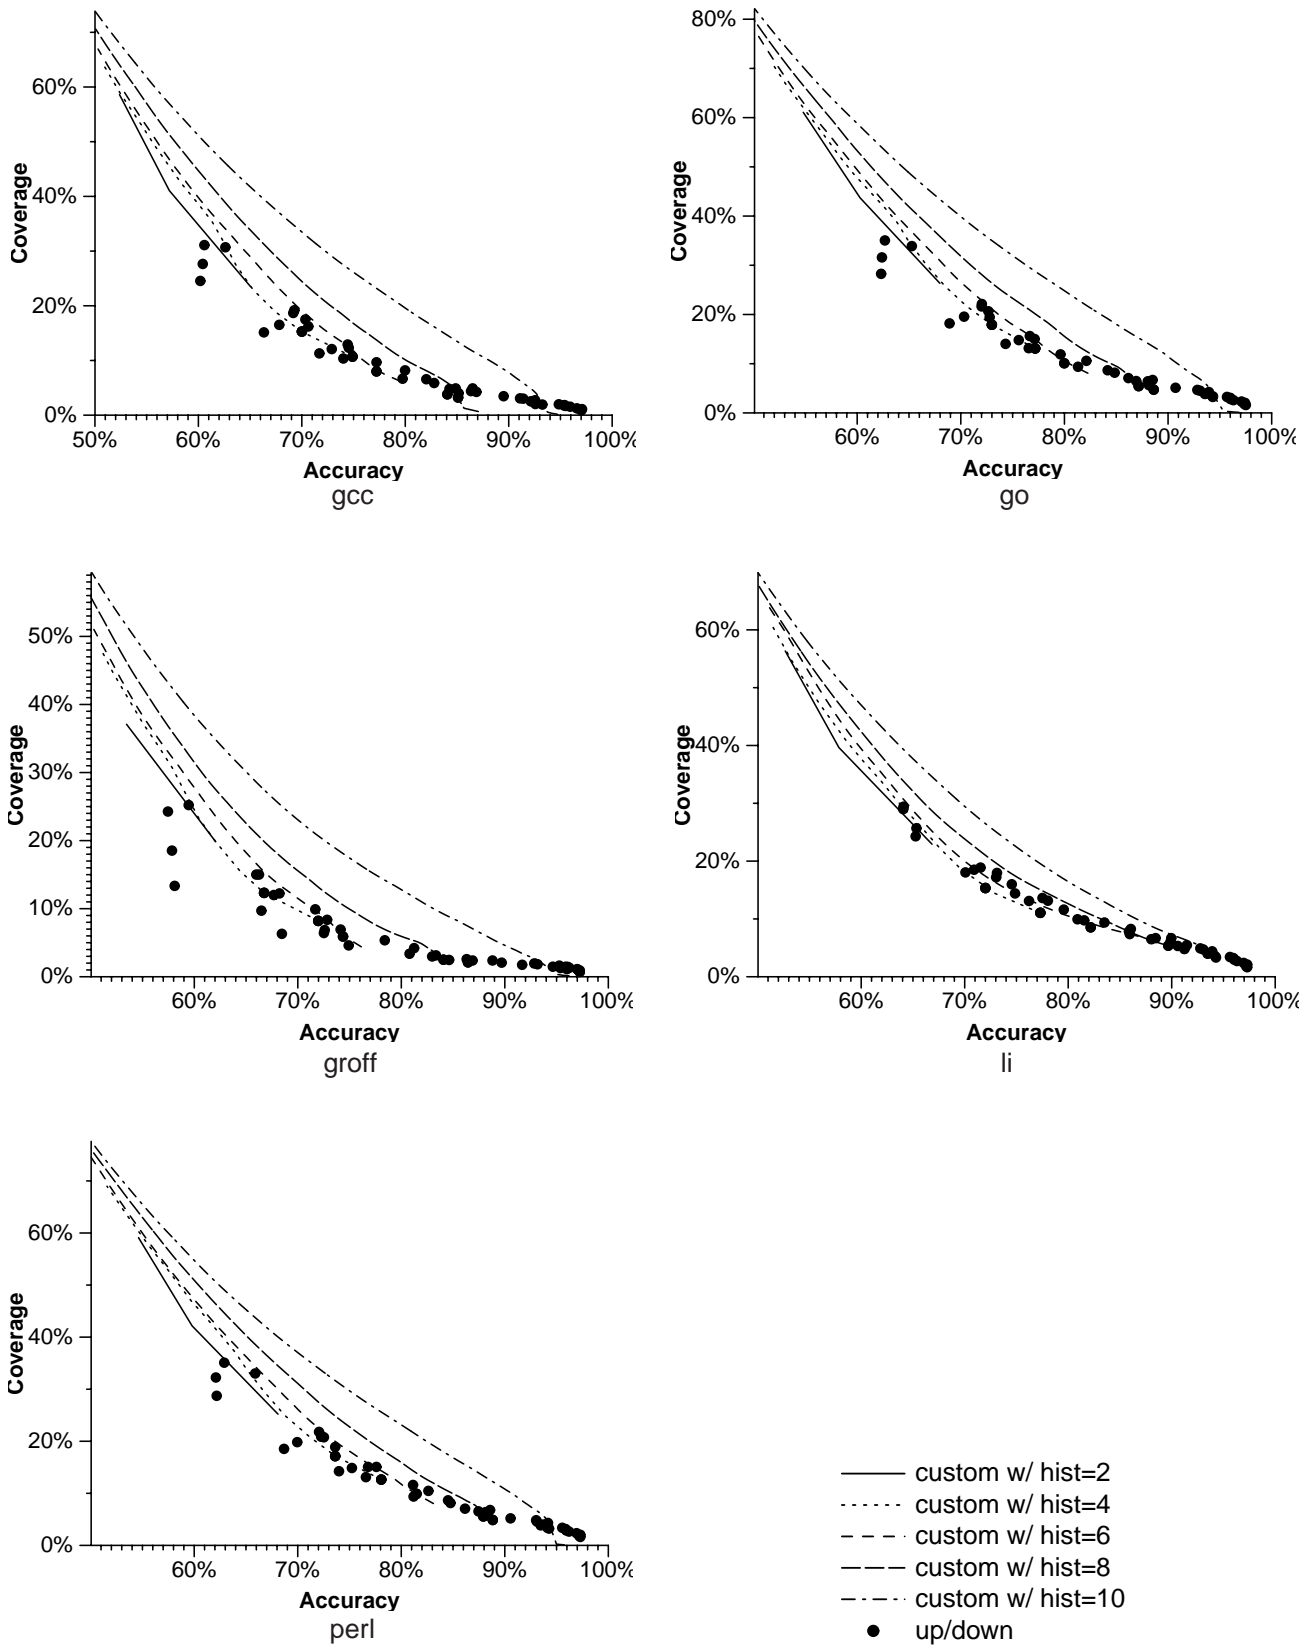 Coverage
60%
40%
20%
0%
50%
60%
70%
80%
90%
100%
Accuracy
gcc
Coverage
80%
60%
40%
20%
0%
60%
70%
80%
90%
100%
Accuracy
go
Coverage
50%
40%
30%
20%
10%
0%
60%
70%
80%
90%
100%
Accuracy
groff
Coverage
60%
40%
20%
0%
60%
70%
80%
90%
100%
Accuracy
li
Coverage
60%
40%
20%
0%
60%
70%
80%
90%
100%
Accuracy
perl
custom w/ hist=2
custom w/ hist=4
custom w/ hist=6
custom w/ hist=8
custom w/ hist=10
up/down